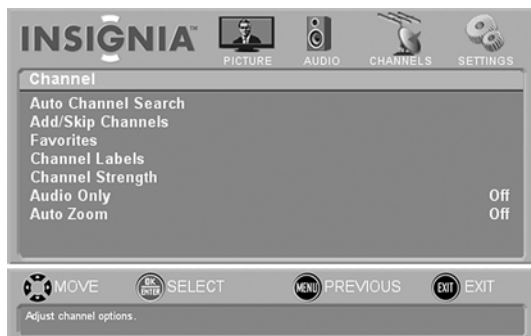 INSIGNIA™
PICTURE AUDIO CHANNELS SETTINGS
Channel
Auto Channel Search
Add/Skip Channels
Favorites
Channel Labels
Channel Strength
Audio Only Off
Auto Zoom Off
MOVE OK ENTER SELECT MENU PREVIOUS EXIT EXIT
Adjust channel options.